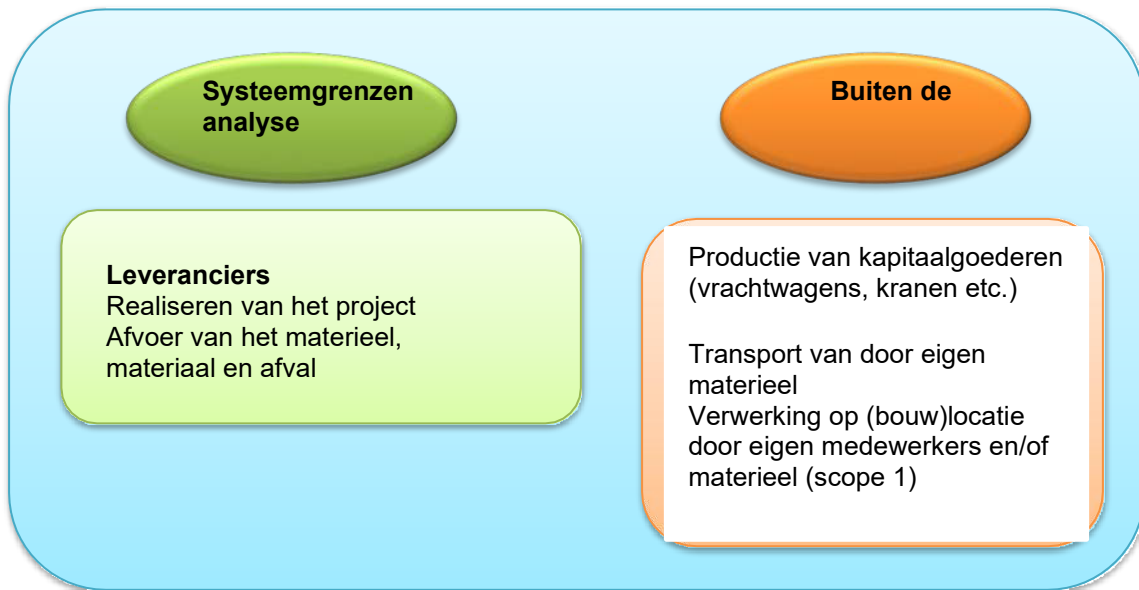 Systeemgrenzen
analyse
Leveranciers
Realiseren van het project
Afvoer van het materieel,
materiaal en afval
Buiten de
Productie van kapitaalgoederen
(vrachtwagens, kranen etc.)
Transport van door eigen
materieel
Verwerking op (bouw)locatie
door eigen medewerkers en/of
materieel (scope 1)